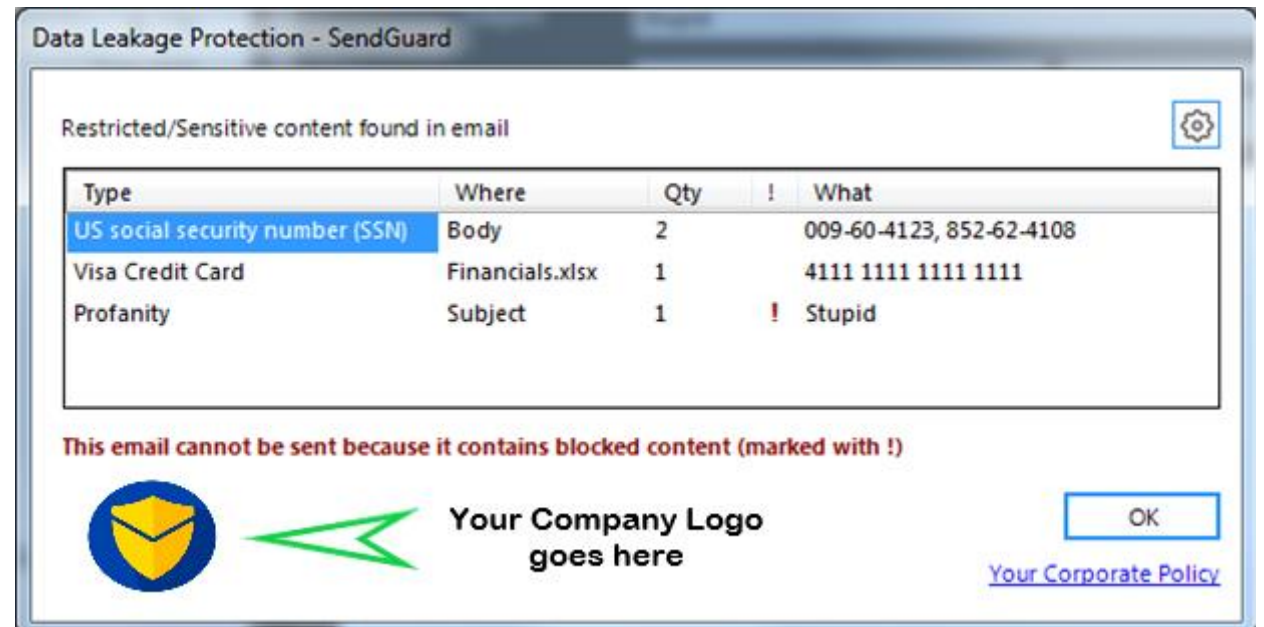 Data Leakage Protection - SendGuard
Restricted/Sensitive content found in email
Type Where Qty ! What
US social security number (SSN) Body 2 009-60-4123, 852-62-4108
Visa Credit Card Financials.xlsx 1 4111 1111 1111 1111
Profanity Subject 1 ! Stupid
This email cannot be sent because it contains blocked content (marked with !)
Your Company Logo
goes here
OK
Your Corporate Policy